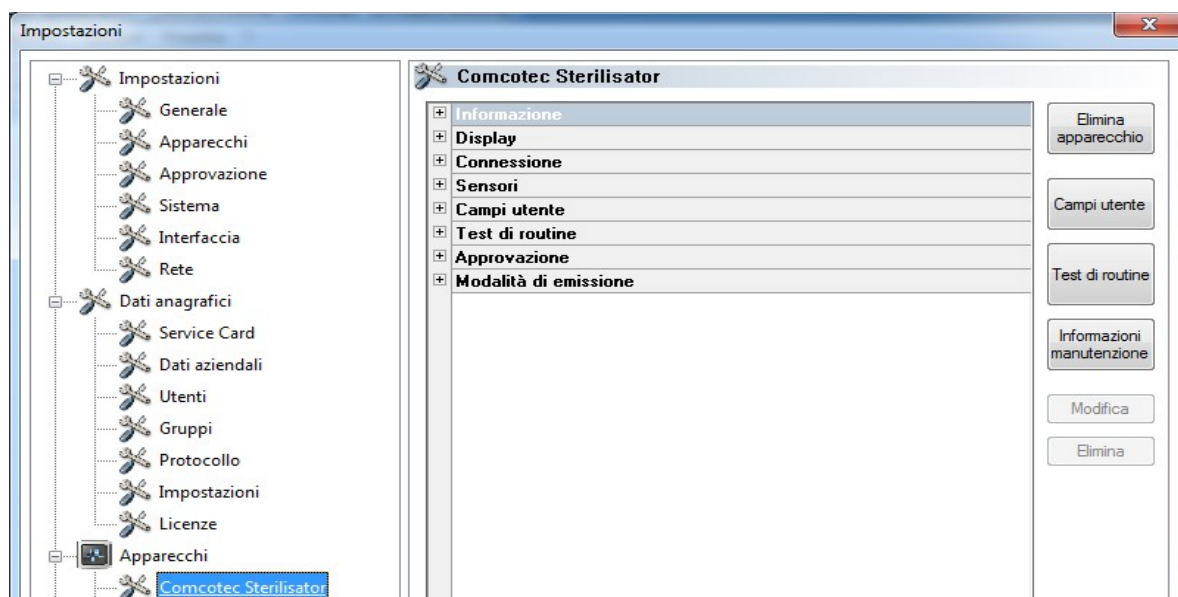 Impostazioni
Impostazioni
Generale
Apparecchi
Approvazione
Sistema
Interfaccia
Rete
Dati anagrafici
Service Card
Dati aziendali
Utenti
Gruppi
Protocollo
Impostazioni
Licenze
Apparecchi
Comcotec Sterilisator
Comcotec Sterilisator
Informazione
Display
Connessione
Sensori
Campi utente
Test di routine
Approvazione
Modalità di emissione
Elimina
apparecchio
Campi utente
Test di routine
Informazioni
manutenzione
Modifica
Elimina